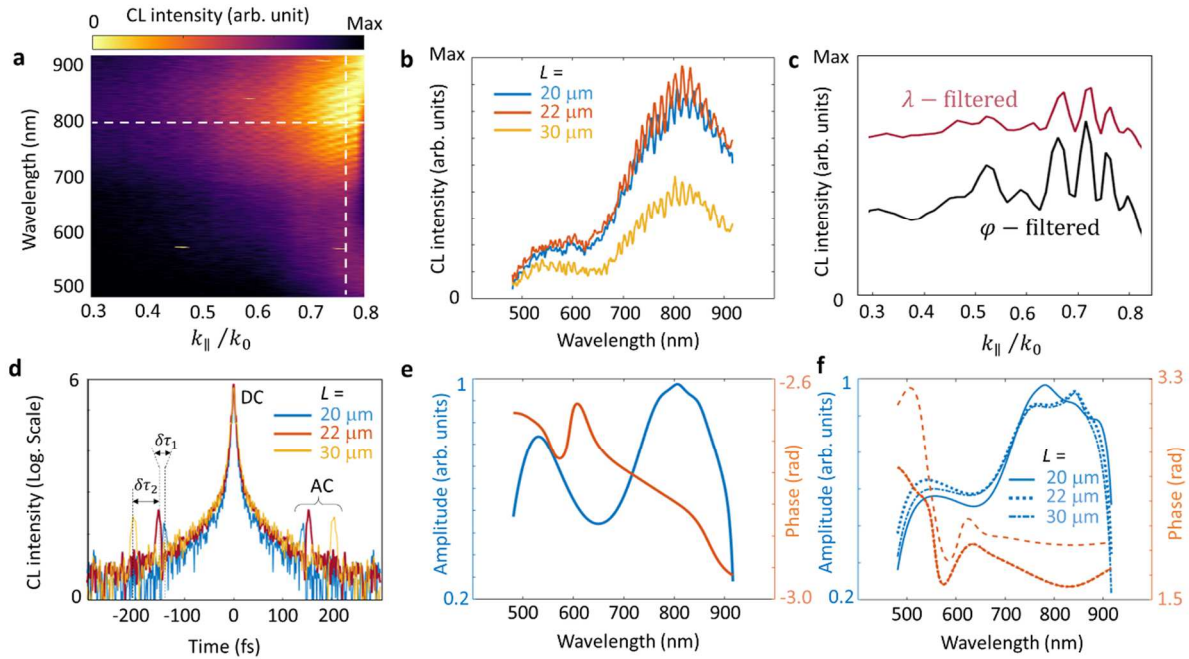 0
CL intensity (arb. unit)
Max
a
900
800
700
600
500
Wavelength (nm)
0.3
0.4
0.5
0.6
0.7
0.8
k∥/k0
b
Max
L =
20 μm
22 μm
30 μm
CL intensity (arb. units)
0
500
600
700
800
900
Wavelength (nm)
c
Max
λ − filtered
φ − filtered
CL intensity (arb. units)
0
0.3
0.4
0.5
0.6
0.7
0.8
k∥/k0
d
6
DC
L =
20 μm
22 μm
30 μm
δτ1
δτ2
AC
CL intensity (Log. Scale)
0
-200
-100
0
100
200
Time (fs)
e
1
-2.6
Amplitude (arb. units)
Phase (rad)
0.2
-3.0
500
600
700
800
900
Wavelength (nm)
f
1
3.3
L =
20 μm
22 μm
30 μm
Amplitude (arb. units)
Phase (rad)
0.2
1.5
500
600
700
800
900
Wavelength (nm)